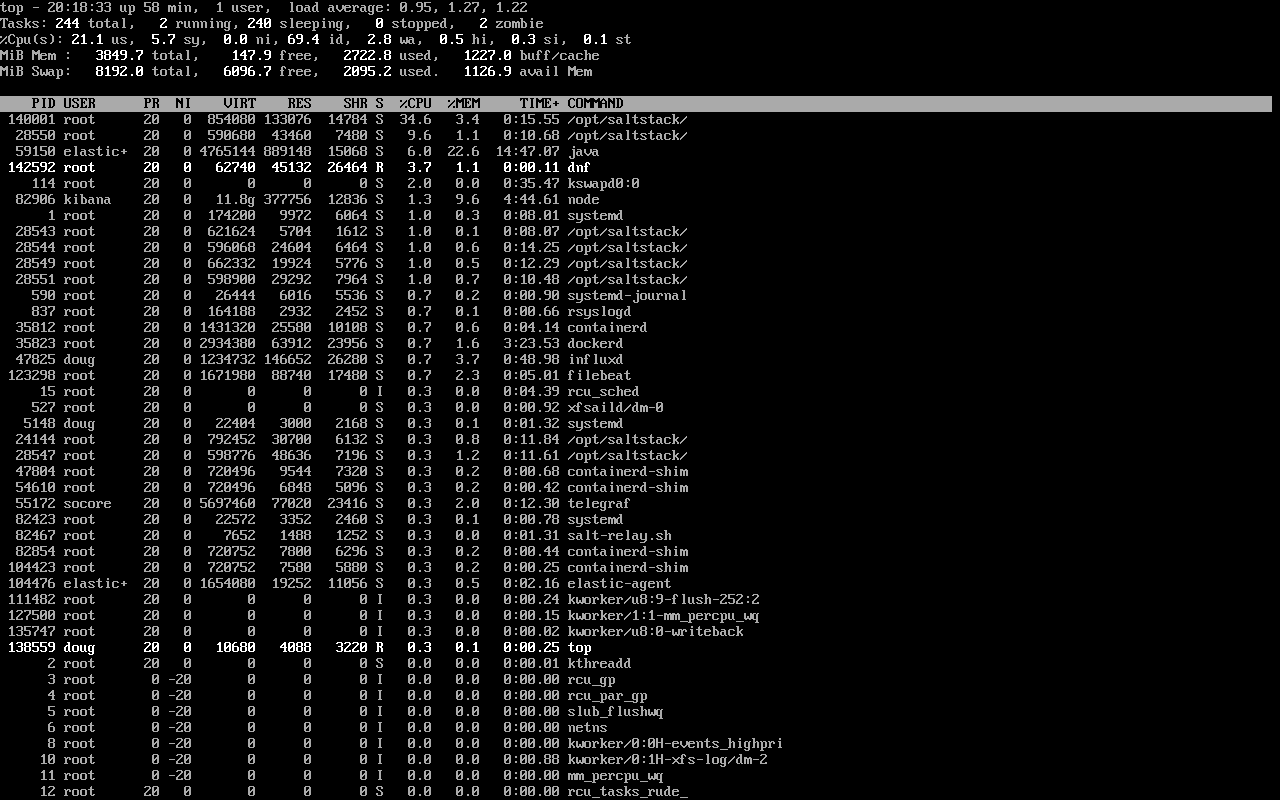 top - 20:18:33 up 58 min,  1 user,  load average: 0.95, 1.27, 1.22
Tasks: 244 total,   2 running, 240 sleeping,   0 stopped,   2 zombie
%Cpu(s): 21.1 us,  5.7 sy,  0.0 ni, 69.4 id,  2.8 wa,  0.5 hi,  0.3 si,  0.1 st
MiB Mem :   3849.7 total,    147.9 free,   2722.8 used,   1227.0 buff/cache
MiB Swap:   8192.0 total,   6096.7 free,   2095.2 used.   1126.9 avail Mem
PID USER      PR  NI    VIRT    RES    SHR S  %CPU  %MEM     TIME+ COMMAND
140001 root      20   0  854080 133076  14784 S  34.6   3.4   0:15.55 /opt/saltstack/
28550 root      20   0  590680  43460   7480 S   9.6   1.1   0:10.68 /opt/saltstack/
59150 elastic+  20   0 4765144 889148  15068 S   6.0  22.6  14:47.07 java
142592 root      20   0   62740  45132  26464 R   3.7   1.1   0:00.11 dnf
114 root      20   0       0      0      0 S   2.0   0.0   0:35.47 kswapd0:0
82906 kibana    20   0   11.8g 377756  12836 S   1.3   9.6   4:44.61 node
1 root      20   0  174200   9972   6064 S   1.0   0.3   0:08.01 systemd
28543 root      20   0  621624   5704   1612 S   1.0   0.1   0:08.07 /opt/saltstack/
28544 root      20   0  596068  24604   6464 S   1.0   0.6   0:14.25 /opt/saltstack/
28549 root      20   0  662332  19924   5776 S   1.0   0.5   0:12.29 /opt/saltstack/
28551 root      20   0  598900  29292   7964 S   1.0   0.7   0:10.48 /opt/saltstack/
590 root      20   0   26444   6016   5536 S   0.7   0.2   0:00.90 systemd-journal
837 root      20   0  164188   2932   2452 S   0.7   0.1   0:00.66 rsyslogd
35812 root      20   0 1431320  25580  10108 S   0.7   0.6   0:04.14 containerd
35823 root      20   0 2934380  63912  23956 S   0.7   1.6   3:23.53 dockerd
47825 doug      20   0 1234732 146652  26280 S   0.7   3.7   0:48.98 influxd
123298 root      20   0 1671980  88740  17480 S   0.7   2.3   0:05.01 filebeat
15 root      20   0       0      0      0 I   0.3   0.0   0:04.39 rcu_sched
527 root      20   0       0      0      0 S   0.3   0.0   0:00.92 xfsaild/dm-0
5148 doug      20   0   22404   3000   2168 S   0.3   0.1   0:01.32 systemd
24144 root      20   0  792452  30700   6132 S   0.3   0.8   0:11.84 /opt/saltstack/
28547 root      20   0  598776  48636   7196 S   0.3   1.2   0:11.61 /opt/saltstack/
47804 root      20   0  720496   9544   7320 S   0.3   0.2   0:00.68 containerd-shim
54610 root      20   0  720496   6848   5096 S   0.3   0.2   0:00.42 containerd-shim
55172 socore    20   0 5697460  77020  23416 S   0.3   2.0   0:12.30 telegraf
82423 root      20   0   22572   3352   2460 S   0.3   0.1   0:00.78 systemd
82467 root      20   0    7652   1488   1252 S   0.3   0.0   0:01.31 salt-relay.sh
82854 root      20   0  720752   7800   6296 S   0.3   0.2   0:00.44 containerd-shim
104423 root      20   0  720752   7580   5880 S   0.3   0.2   0:00.25 containerd-shim
104476 elastic+  20   0 1654080  19252  11056 S   0.3   0.5   0:02.16 elastic-agent
111482 root      20   0       0      0      0 I   0.3   0.0   0:00.24 kworker/u8:9-flush-252:2
127500 root      20   0       0      0      0 I   0.3   0.0   0:00.15 kworker/1:1-mm_percpu_wq
135747 root      20   0       0      0      0 I   0.3   0.0   0:00.02 kworker/u8:0-writeback
138559 doug      20   0   10680   4088   3220 R   0.3   0.1   0:00.25 top
2 root      20   0       0      0      0 S   0.0   0.0   0:00.01 kthreadd
3 root       0 -20       0      0      0 I   0.0   0.0   0:00.00 rcu_gp
4 root       0 -20       0      0      0 I   0.0   0.0   0:00.00 rcu_par_gp
5 root       0 -20       0      0      0 I   0.0   0.0   0:00.00 slub_flushwq
6 root       0 -20       0      0      0 I   0.0   0.0   0:00.00 netns
8 root       0 -20       0      0      0 I   0.0   0.0   0:00.00 kworker/0:0H-events_highpri
10 root       0 -20       0      0      0 I   0.0   0.0   0:00.88 kworker/0:1H-xfs-log/dm-2
11 root       0 -20       0      0      0 I   0.0   0.0   0:00.00 mm_percpu_wq
12 root      20   0       0      0      0 S   0.0   0.0   0:00.00 rcu_tasks_rude_